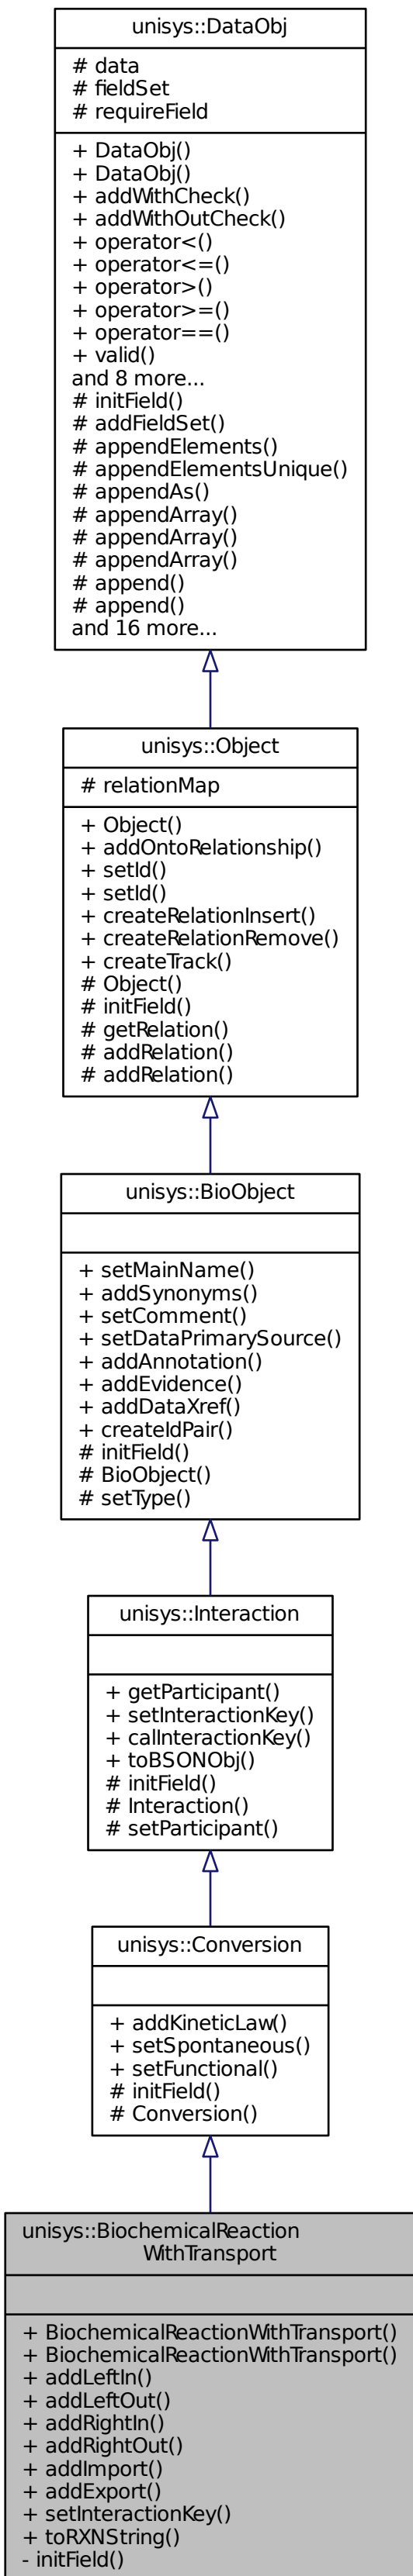 unisys::DataObj
# data
# fieldSet
# requireField
+ DataObj()
+ DataObj()
+ addWithCheck()
+ addWithOutCheck()
+ operator<()
+ operator<=()
+ operator>()
+ operator>=()
+ operator==()
+ valid()
and 8 more...
# initField()
# addFieldSet()
# appendElements()
# appendElementsUnique()
# appendAs()
# appendArray()
# appendArray()
# appendArray()
# append()
# append()
and 16 more...
unisys::Object
# relationMap
+ Object()
+ addOntoRelationship()
+ setId()
+ setId()
+ createRelationInsert()
+ createRelationRemove()
+ createTrack()
# Object()
# initField()
# getRelation()
# addRelation()
# addRelation()
unisys::BioObject
+ setMainName()
+ addSynonyms()
+ setComment()
+ setDataPrimarySource()
+ addAnnotation()
+ addEvidence()
+ addDataXref()
+ createIdPair()
# initField()
# BioObject()
# setType()
unisys::Interaction
+ getParticipant()
+ setInteractionKey()
+ calInteractionKey()
+ toBSONObj()
# initField()
# Interaction()
# setParticipant()
unisys::Conversion
+ addKineticLaw()
+ setSpontaneous()
+ setFunctional()
# initField()
# Conversion()
unisys::BiochemicalReaction
WithTransport
+ BiochemicalReactionWithTransport()
+ BiochemicalReactionWithTransport()
+ addLeftIn()
+ addLeftOut()
+ addRightIn()
+ addRightOut()
+ addImport()
+ addExport()
+ setInteractionKey()
+ toRXNString()
- initField()